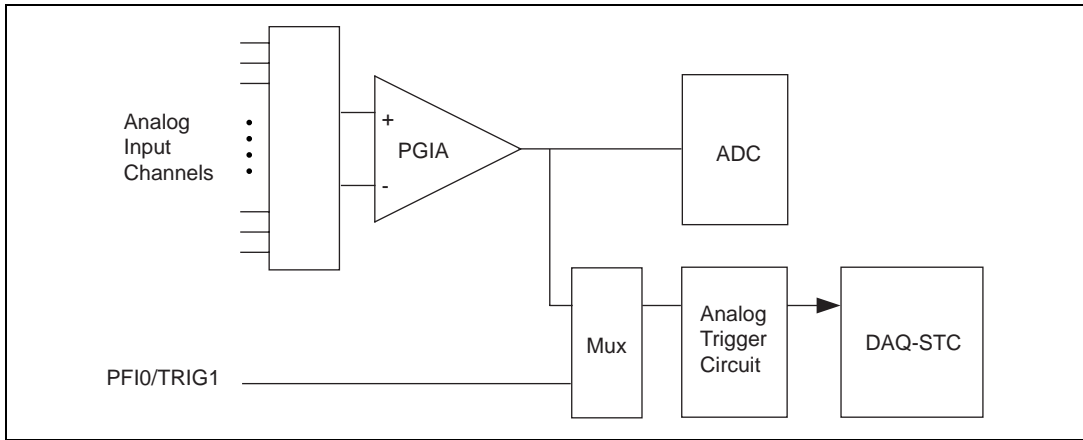 Analog
Input
Channels
+
PGIA
-
ADC
Mux
Analog
Trigger
Circuit
DAQ-STC
PFI0/TRIG1